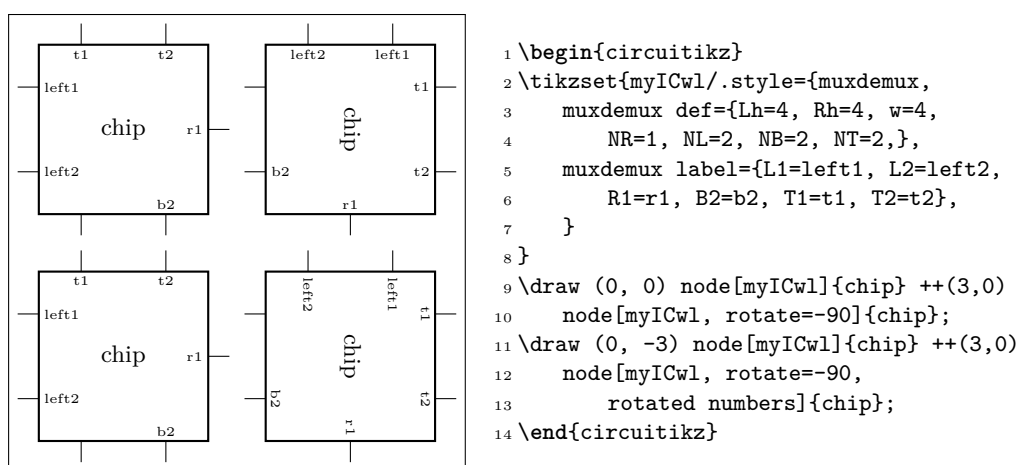 t1 t2
left1
chip
r1
left2
b2
left2 left1
t1
chip
b2 t2
r1
t1 t2
left1
chip
r1
left2
b2
left2 left1
t1
chip
b2 t2
r1
1 \begin{circuitikz}
2 \tikzset{myICwl/.style={muxdemux,
3 muxdemux def={Lh=4, Rh=4, w=4,
4 NR=1, NL=2, NB=2, NT=2,},
5 muxdemux label={L1=left1, L2=left2,
6 R1=r1, B2=b2, T1=t1, T2=t2},
7 }
8 }
9 \draw (0, 0) node[myICwl]{chip} ++(3,0)
10 node[myICwl, rotate=-90]{chip};
11 \draw (0, -3) node[myICwl]{chip} ++(3,0)
12 node[myICwl, rotate=-90,
13 rotated numbers]{chip};
14 \end{circuitikz}